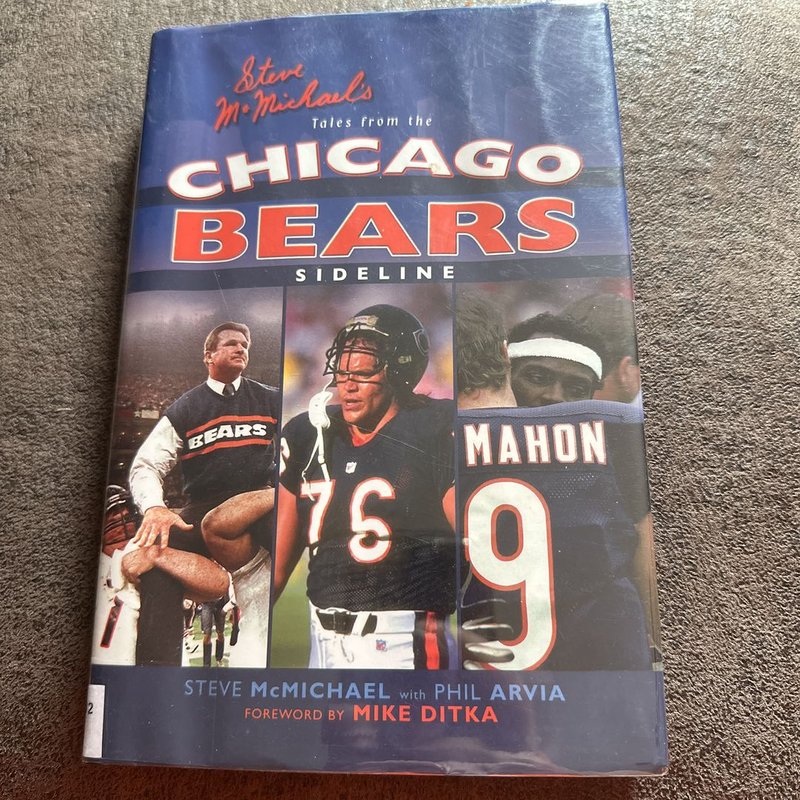 Steve
McMichael's
Tales from the
CHICAGO
BEARS
SIDELINE
BEARS
76
MAHON
9
STEVE McMICHAEL with PHIL ARVIA
FOREWORD BY MIKE DITKA
2